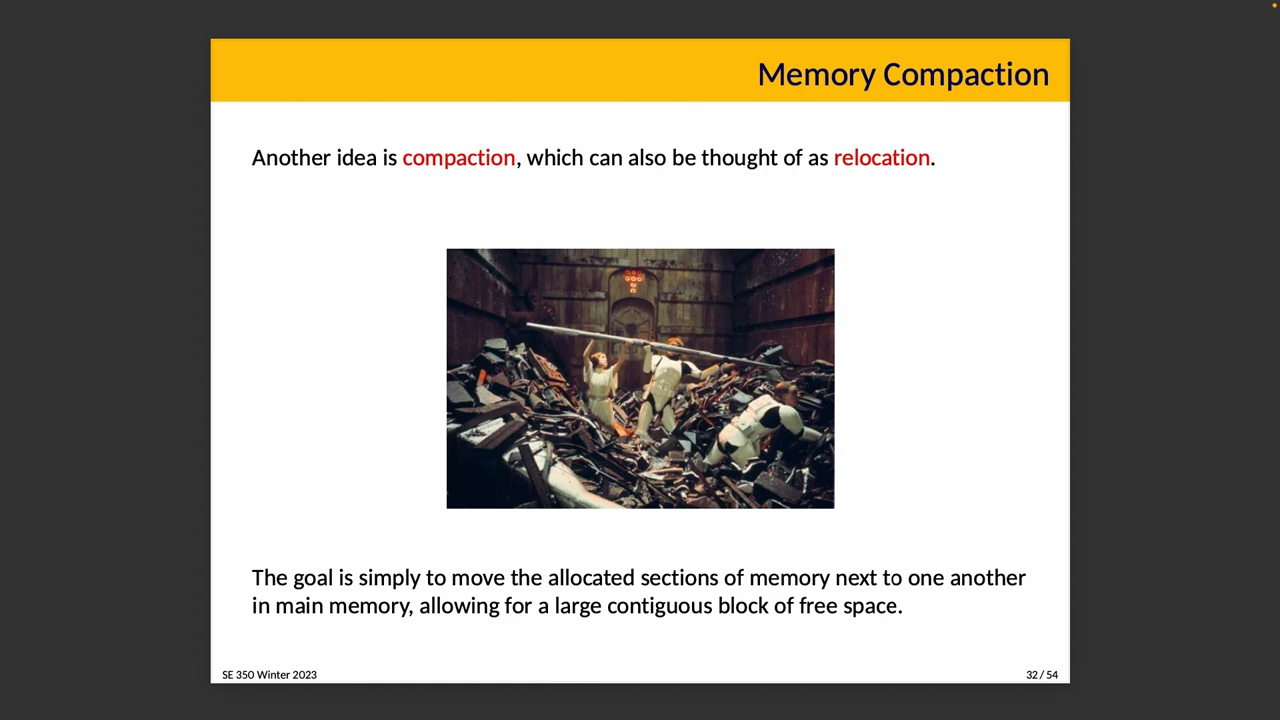 Memory Compaction
Another idea is compaction, which can also be thought of as relocation.
The goal is simply to move the allocated sections of memory next to one another
in main memory, allowing for a large contiguous block of free space.
SE 350 Winter 2023
32 / 54